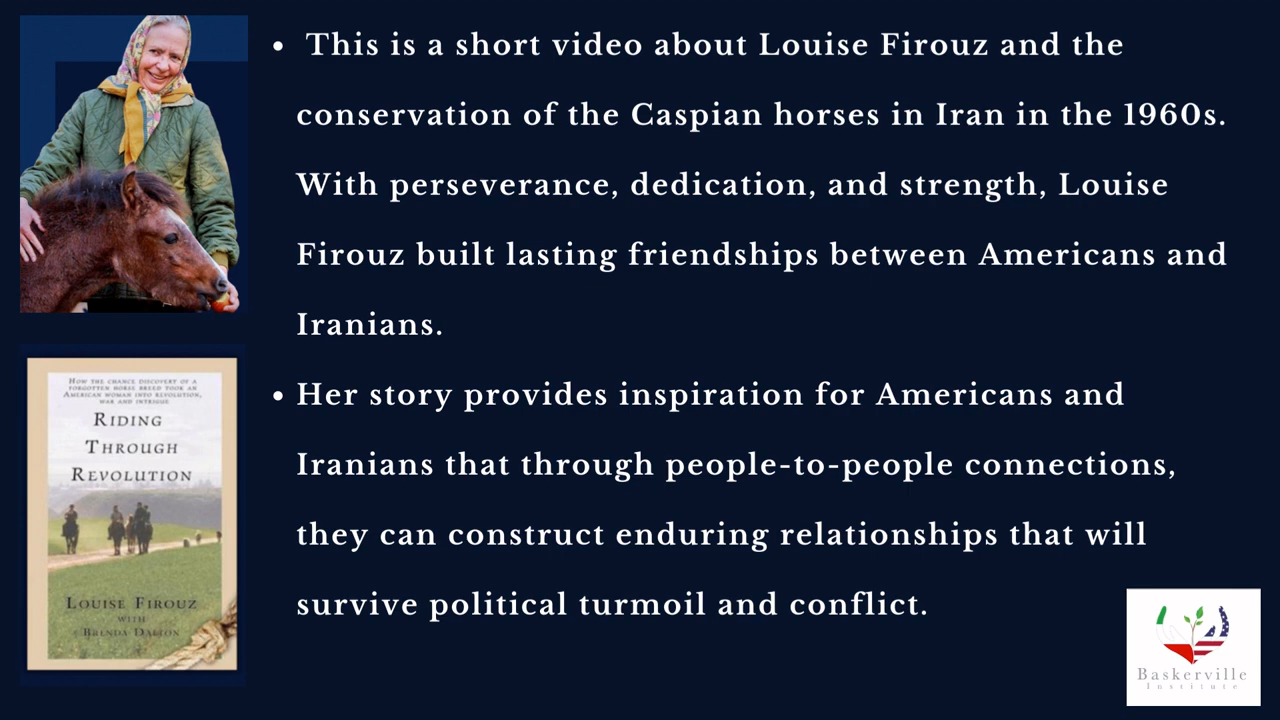 • This is a short video about Louise Firouz and the
conservation of the Caspian horses in Iran in the 1960s.
With perseverance, dedication, and strength, Louise
Firouz built lasting friendships between Americans and
Iranians.
• Her story provides inspiration for Americans and
Iranians that through people-to-people connections,
they can construct enduring relationships that will
survive political turmoil and conflict.
How the chance discovery of a
forgotten horse breed took an
American woman into revolution,
war and intrigue
Riding
Through
Revolution
Louise Firouz
with
Brenda Dalton
Baskerville
Institute